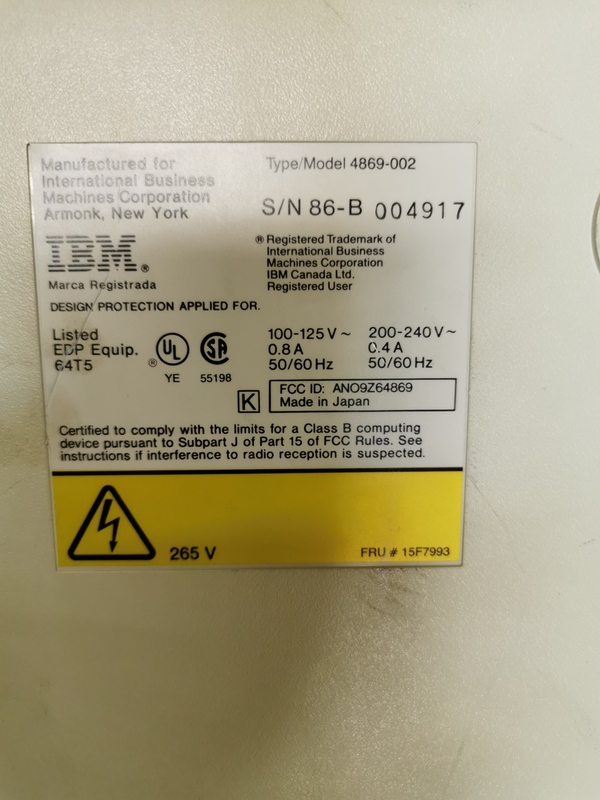 Manufactured for
International Business
Machines Corporation
Armonk, New York
Type/Model 4869-002
S/N 86-B 004917
IBM®
Marca Registrada
® Registered Trademark of
International Business
Machines Corporation
IBM Canada Ltd.
Registered User
DESIGN PROTECTION APPLIED FOR.
Listed
EDP Equip.
64T5
UL ®
YE
SA
55198
100-125 V ~
0.8 A
50/60 Hz
200-240 V ~
0.4 A
50/60 Hz
K
FCC ID: ANO9Z64869
Made in Japan
Certified to comply with the limits for a Class B computing
device pursuant to Subpart J of Part 15 of FCC Rules. See
instructions if interference to radio reception is suspected.
265 V
FRU # 15F7993